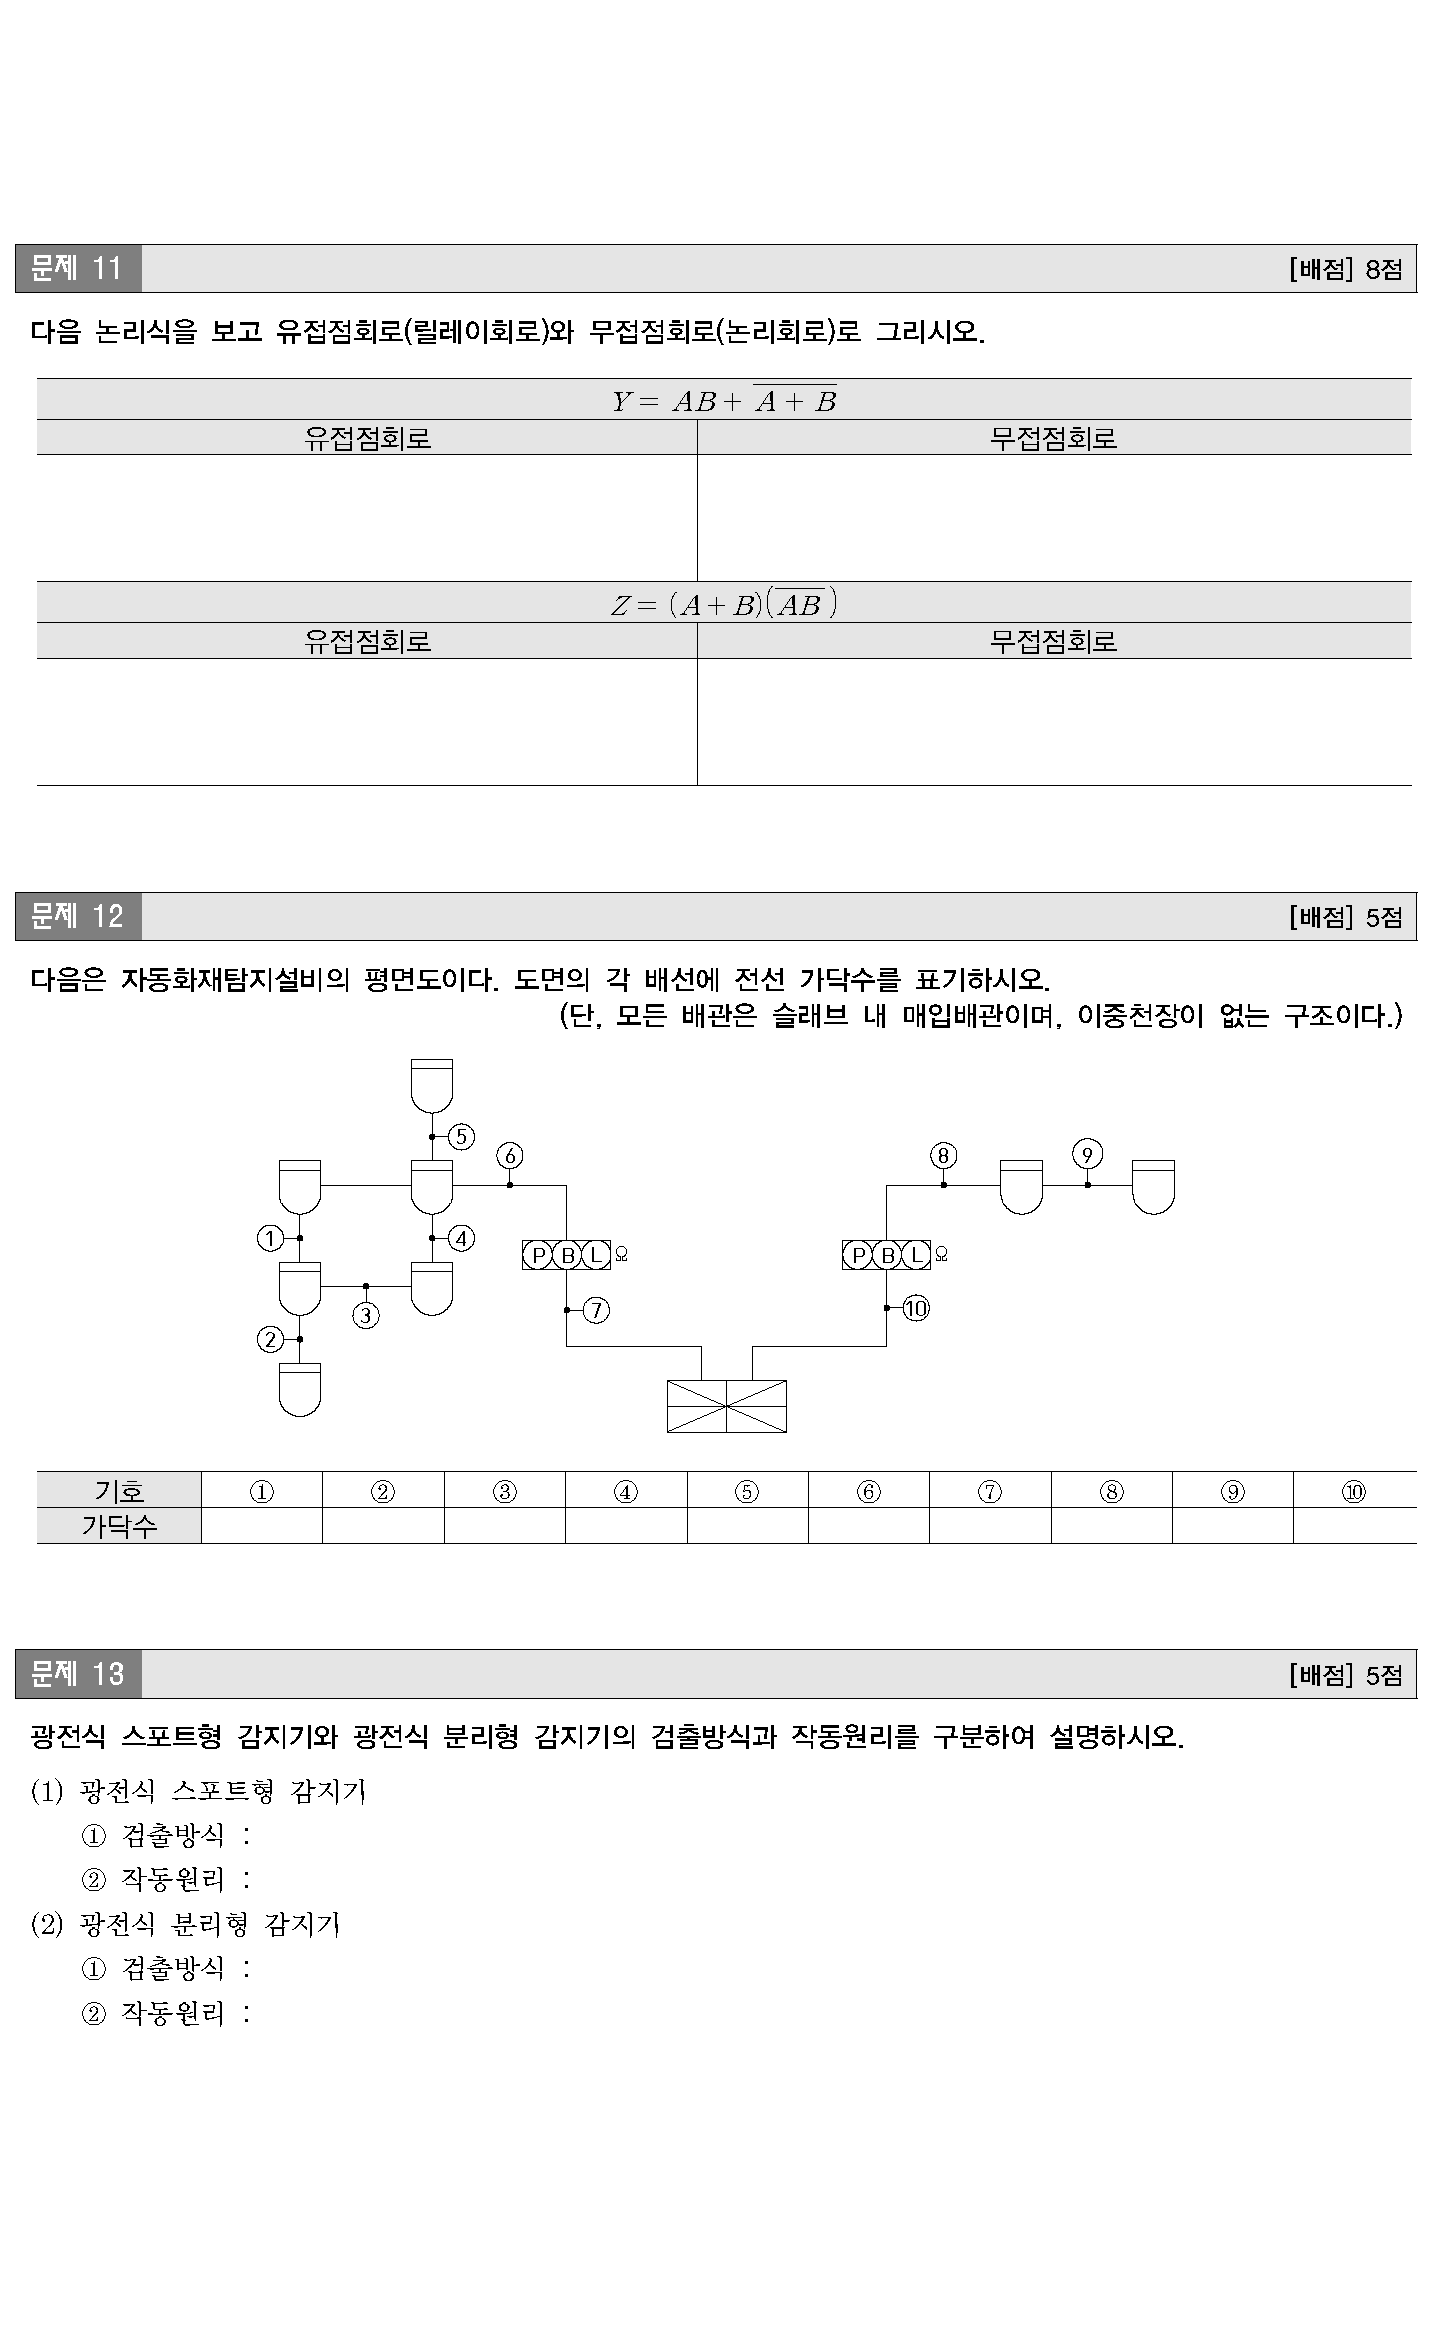 문제 11 [배점] 8점
다음 논리식을 보고 유접점회로(릴레이회로)와 무접점회로(논리회로)로 그리시오.
Y = AB + \overline{A + B}
유접점회로 무접점회로
Z = (A + B)(\overline{AB})
유접점회로 무접점회로
문제 12 [배점] 5점
다음은 자동화재탐지설비의 평면도이다. 도면의 각 배선에 전선 가닥수를 표기하시오.
(단, 모든 배관은 슬래브 내 매입배관이며, 이중천장이 없는 구조이다.)
⑤
⑥ ⑧ ⑨
① ④
Ⓟ Ⓑ Ⓛ Ω Ⓟ Ⓑ Ⓛ Ω
③ ⑦ ⑩
②
기호 ① ② ③ ④ ⑤ ⑥ ⑦ ⑧ ⑨ ⑩
가닥수
문제 13 [배점] 5점
광전식 스포트형 감지기와 광전식 분리형 감지기의 검출방식과 작동원리를 구분하여 설명하시오.
(1) 광전식 스포트형 감지기
① 검출방식 :
② 작동원리 :
(2) 광전식 분리형 감지기
① 검출방식 :
② 작동원리 :